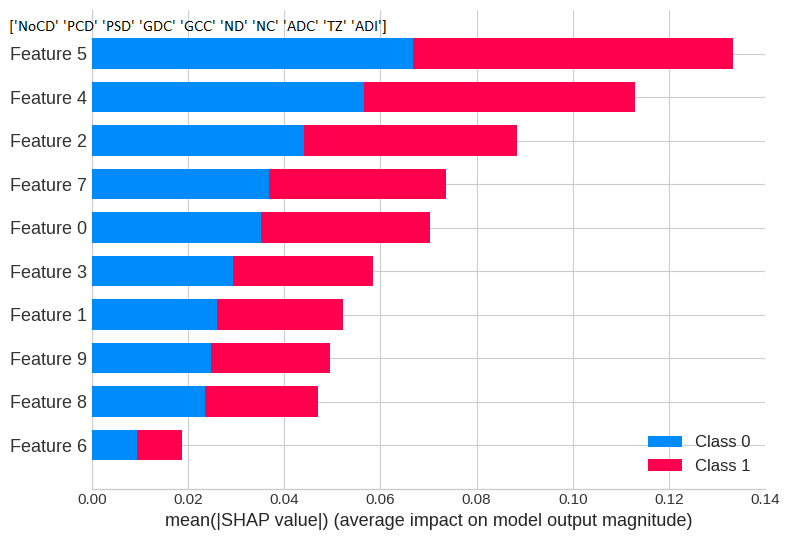 ['NoCD' 'PCD' 'PSD' 'GDC' 'GCC' 'ND' 'NC' 'ADC' 'TZ' 'ADI']
Feature 5
Feature 4
Feature 2
Feature 7
Feature 0
Feature 3
Feature 1
Feature 9
Feature 8
Feature 6
Class 0
Class 1
0.00 0.02 0.04 0.06 0.08 0.10 0.12 0.14
mean(|SHAP value|) (average impact on model output magnitude)